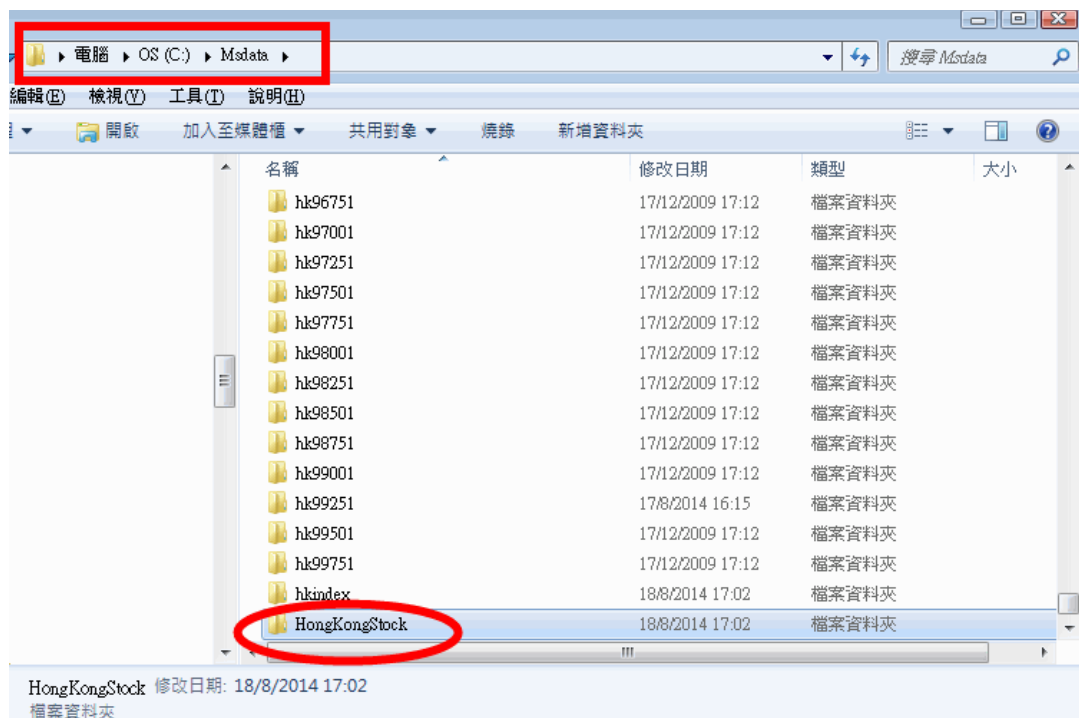 電腦 OS (C:) Msdata 搜尋 Msdata
編輯(E) 檢視(V) 工具(T) 說明(H)
開啟 加入至媒體櫃 共用對象 燒錄 新增資料夾
名稱 修改日期 類型 大小
hk96751 17/12/2009 17:12 檔案資料夾
hk97001 17/12/2009 17:12 檔案資料夾
hk97251 17/12/2009 17:12 檔案資料夾
hk97501 17/12/2009 17:12 檔案資料夾
hk97751 17/12/2009 17:12 檔案資料夾
hk98001 17/12/2009 17:12 檔案資料夾
hk98251 17/12/2009 17:12 檔案資料夾
hk98501 17/12/2009 17:12 檔案資料夾
hk98751 17/12/2009 17:12 檔案資料夾
hk99001 17/12/2009 17:12 檔案資料夾
hk99251 17/8/2014 16:15 檔案資料夾
hk99501 17/12/2009 17:12 檔案資料夾
hk99751 17/12/2009 17:12 檔案資料夾
hkindex 18/8/2014 17:02 檔案資料夾
HongKongStock 18/8/2014 17:02 檔案資料夾
HongKongStock 修改日期: 18/8/2014 17:02
檔案資料夾